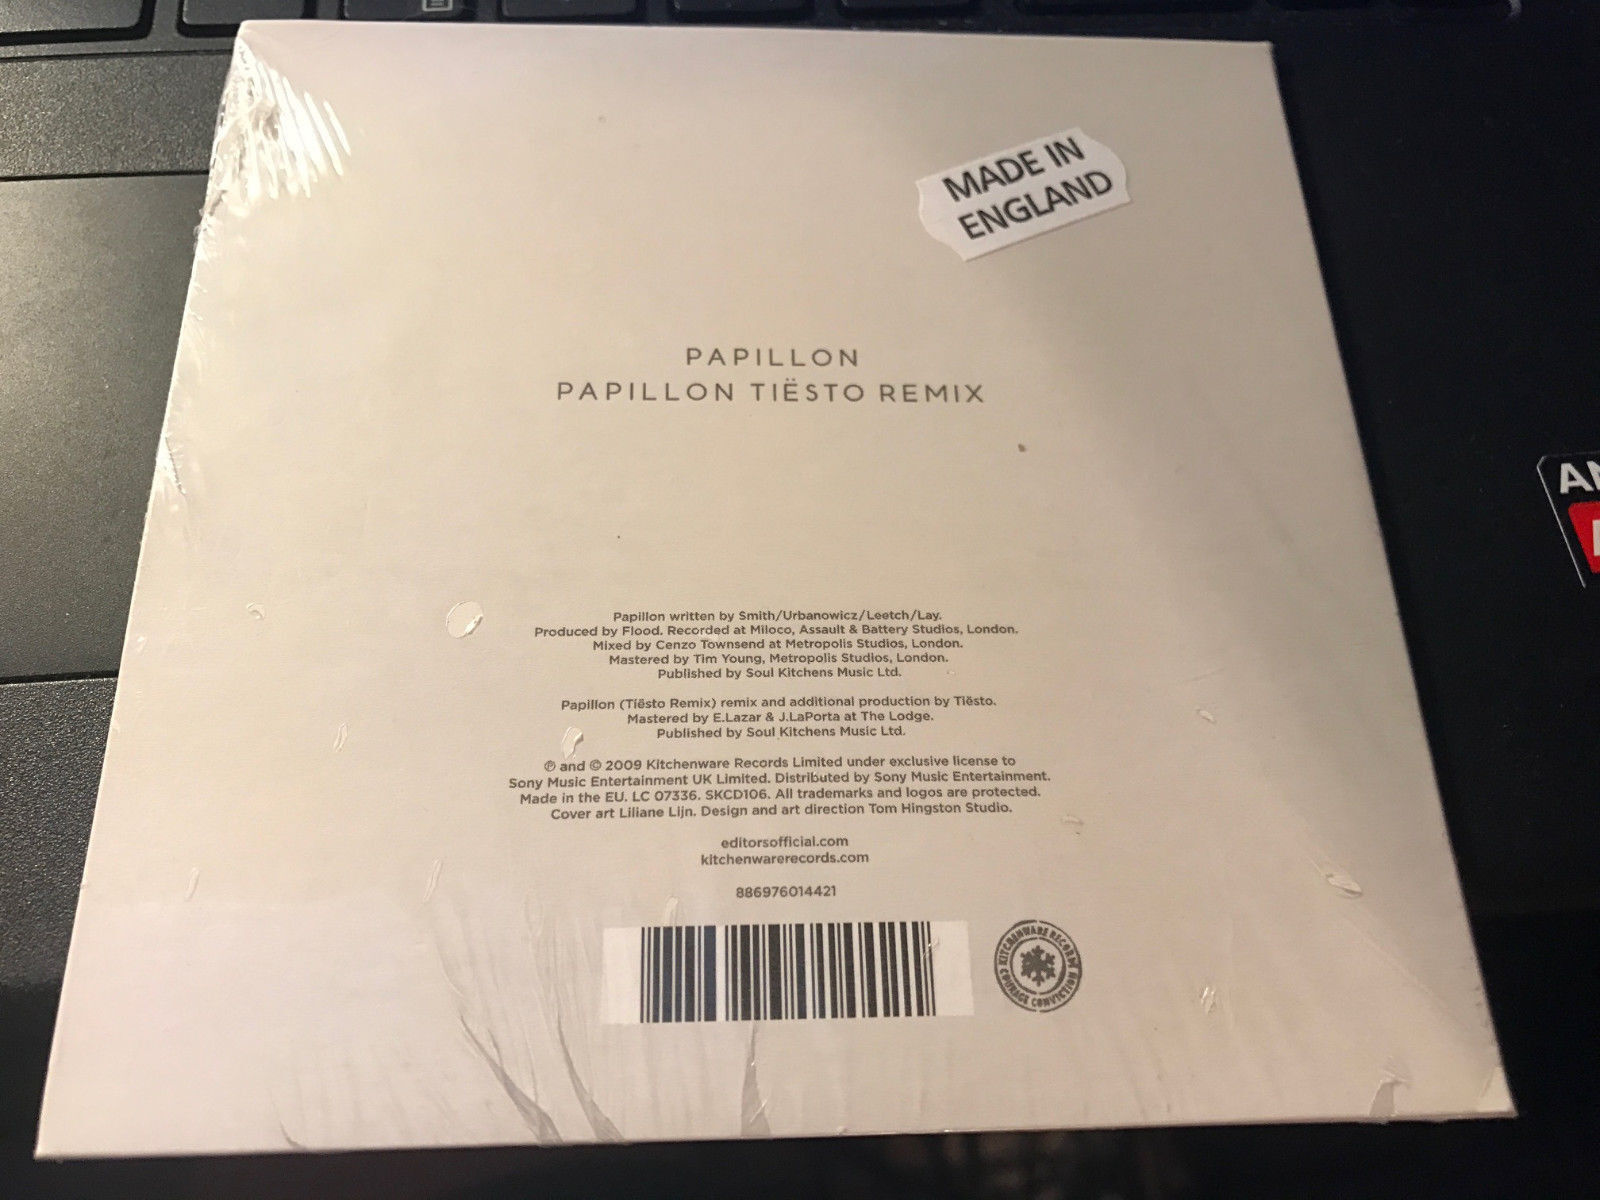 MADE IN
ENGLAND
PAPILLON
PAPILLON TIËSTO REMIX
Papillon written by Smith/Urbanowicz/Leetch/Lay.
Produced by Flood. Recorded at Miloco, Assault & Battery Studios, London.
Mixed by Cenzo Townsend at Metropolis Studios, London.
Mastered by Tim Young, Metropolis Studios, London.
Published by Soul Kitchens Music Ltd.
Papillon (Tiësto Remix) remix and additional production by Tiësto.
Mastered by E.Lazar & J.LaPorta at The Lodge.
Published by Soul Kitchens Music Ltd.
℗ and © 2009 Kitchenware Records Limited under exclusive license to
Sony Music Entertainment UK Limited. Distributed by Sony Music Entertainment.
Made in the EU. LC 07336. SKCD106. All trademarks and logos are protected.
Cover art Liliane Lijn. Design and art direction Tom Hingston Studio.
editorsofficial.com
kitchenwarerecords.com
886976014421
KITCHENWARE RECORDS
COURAGE CONVICTION